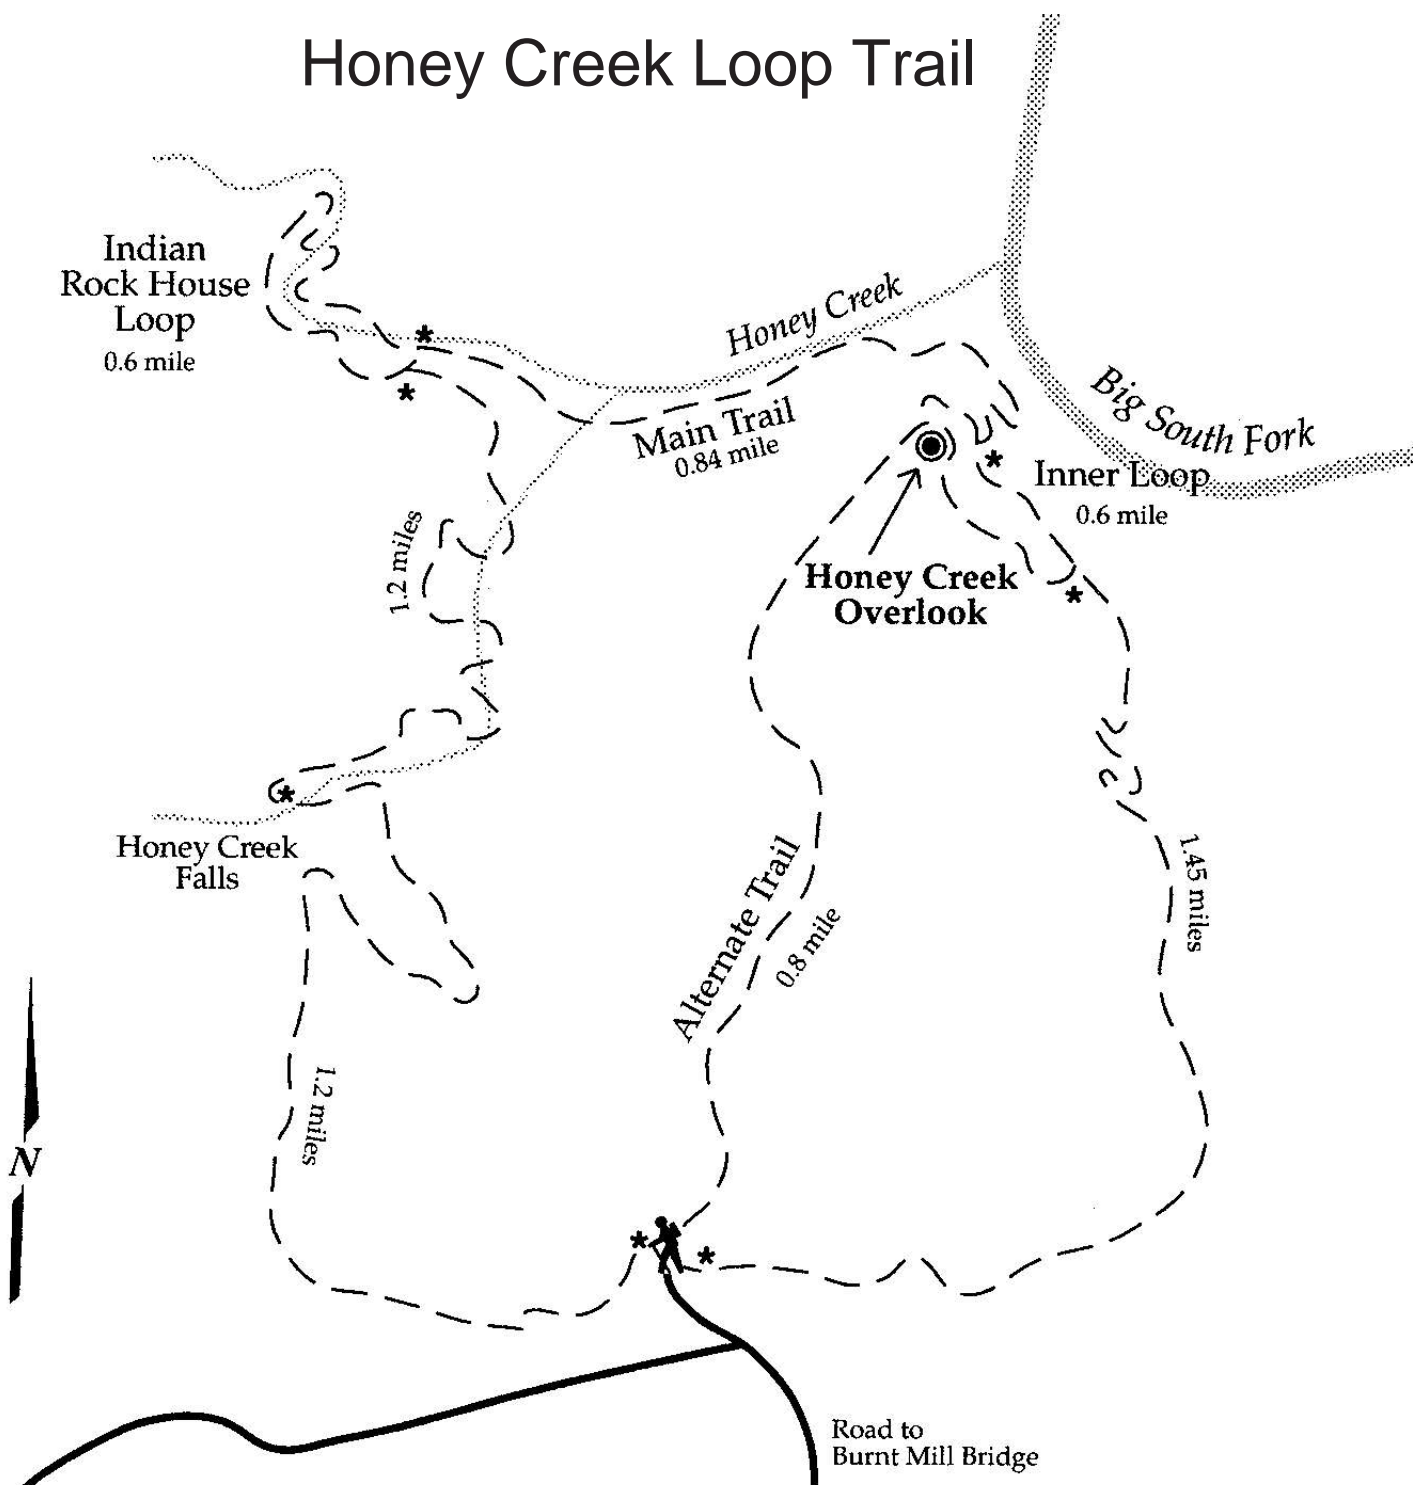 Honey Creek Loop Trail
Indian
Rock House
Loop
0.6 mile
Honey Creek
Big South Fork
Main Trail
0.84 mile
Inner Loop
0.6 mile
1.2 miles
Honey Creek
Overlook
Honey Creek
Falls
1.45 miles
Alternate Trail
0.8 mile
1.2 miles
N
Road to
Burnt Mill Bridge